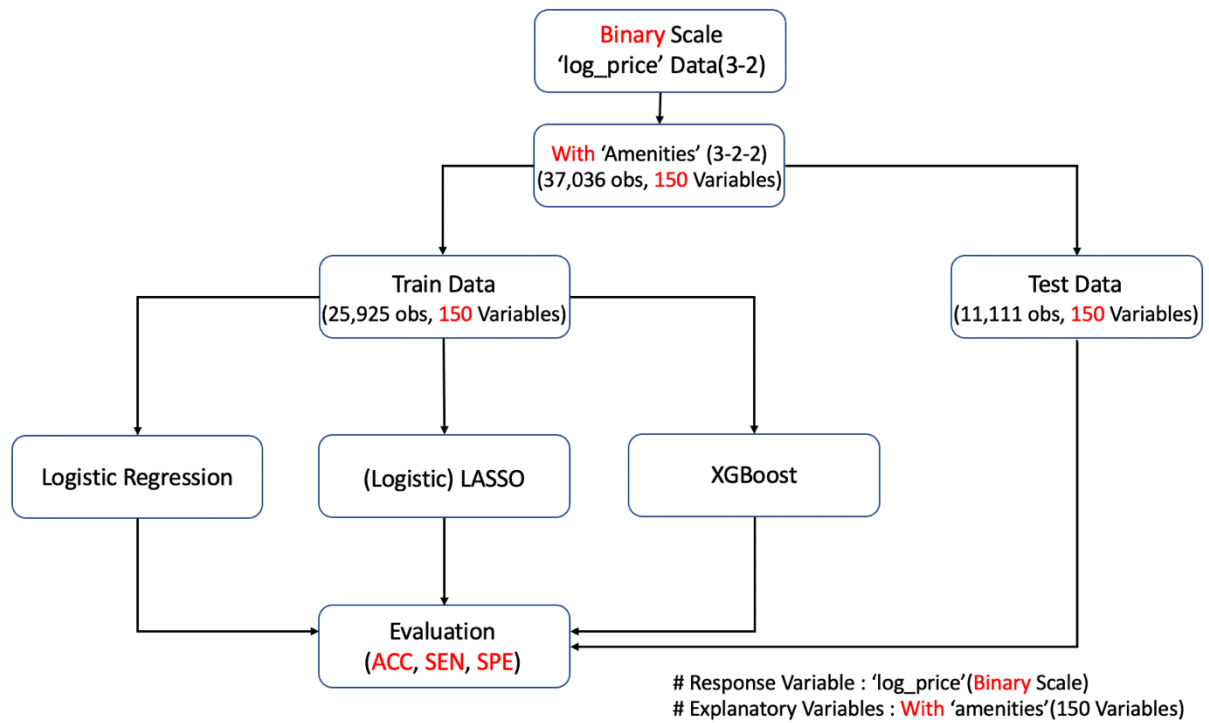 Binary Scale
‘log_price’ Data(3-2)
With ‘Amenities’ (3-2-2)
(37,036 obs, 150 Variables)
Train Data
(25,925 obs, 150 Variables)
Test Data
(11,111 obs, 150 Variables)
Logistic Regression
(Logistic) LASSO
XGBoost
Evaluation
(ACC, SEN, SPE)
# Response Variable : ‘log_price’(Binary Scale)
# Explanatory Variables : With ‘amenities’(150 Variables)